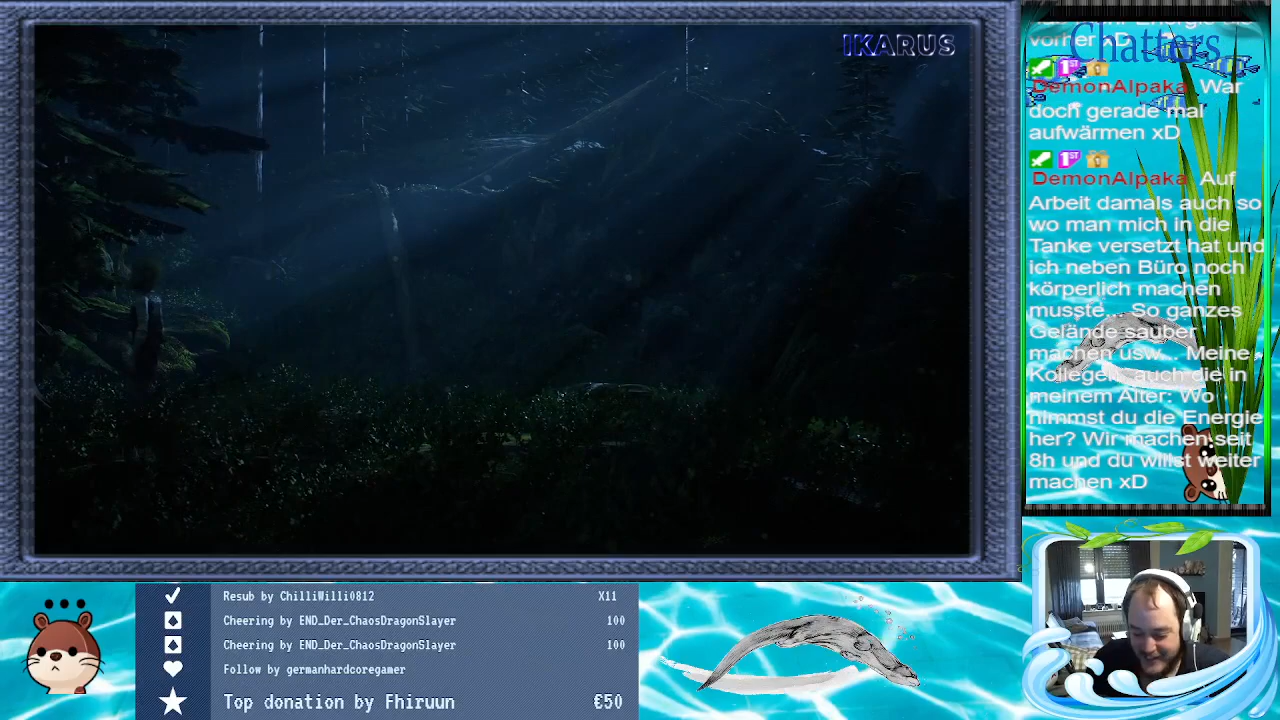 IKARUS
Chatters
vorher xD
1ST
DemonAlpaka War
doch gerade mal
aufwärmen xD
1ST
DemonAlpaka Auf
Arbeit damals auch so
wo man mich in die
Tanke versetzt hat und
ich neben Büro noch
körperlich machen
musste... So ganzes
Gelände sauber
machen usw... Meine
Kollegen auch die in
meinem Alter: Wo
nimmst du die Energie
her? Wir machen seit
8h und du willst weiter
machen xD
Resub by ChilliWilli0812 X11
Cheering by END_Der_ChaosDragonSlayer 100
Cheering by END_Der_ChaosDragonSlayer 100
Follow by germanhardcoregamer
Top donation by Fhiruun €50